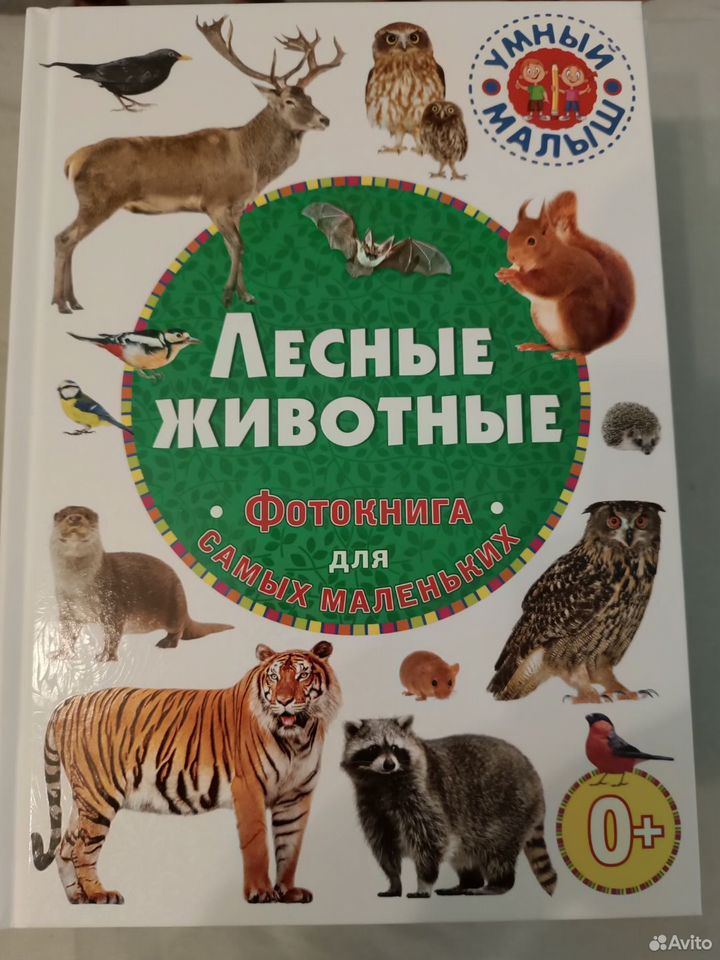 УМНЫЙ
МАЛЫШ
ЛЕСНЫЕ
ЖИВОТНЫЕ
• ФОТОКНИГА •
ДЛЯ
САМЫХ МАЛЕНЬКИХ
0+
Avito